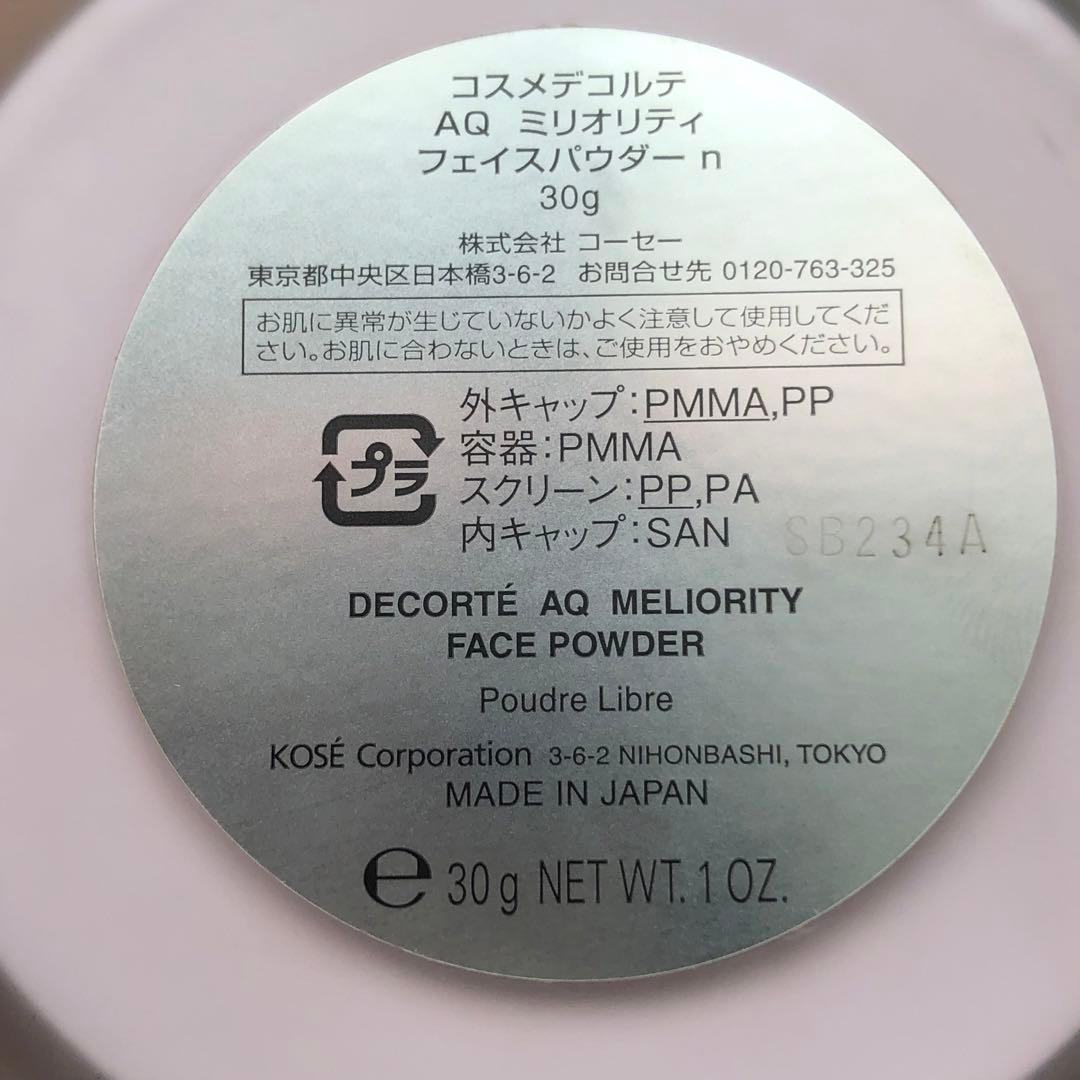 コスメデコルテ
AQ ミリオリティ
フェイスパウダー n
30g
株式会社 コーセー
東京都中央区日本橋3-6-2 お問合せ先 0120-763-325
お肌に異常が生じていないかよく注意して使用してくだ
さい。お肌に合わないときは、ご使用をおやめください。
プラ
外キャップ:PMMA,PP
容器:PMMA
スクリーン:PP,PA
内キャップ:SAN
SB234A
DECORTÉ AQ MELIORITY
FACE POWDER
Poudre Libre
KOSÉ Corporation 3-6-2 NIHONBASHI, TOKYO
MADE IN JAPAN
℮ 30g NET WT. 1 OZ.